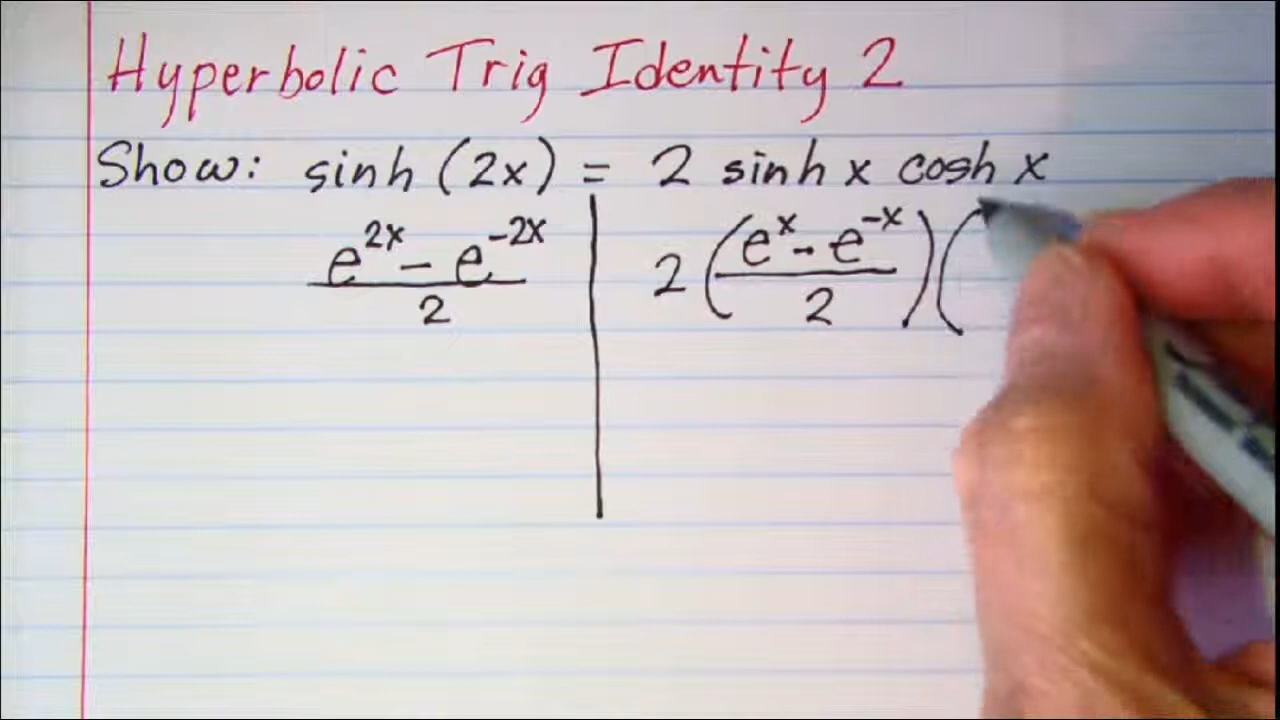 Hyperbolic Trig Identity 2
Show: sinh (2x) = 2 sinh x cosh x
e^{2x} - e^{-2x} / 2 | 2 (e^{x} - e^{-x} / 2) (